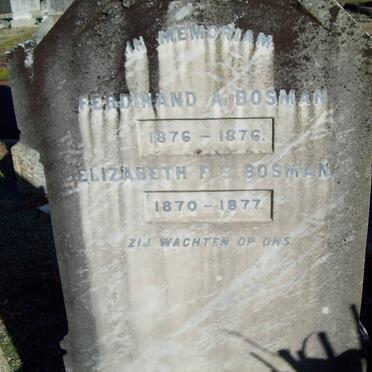 IN MEMORIAM
FERDINAND A. BOSMAN
1876 - 1876.
ELIZABETH F. S. BOSMAN
1870 - 1877.
ZIJ WACHTEN OP ONS